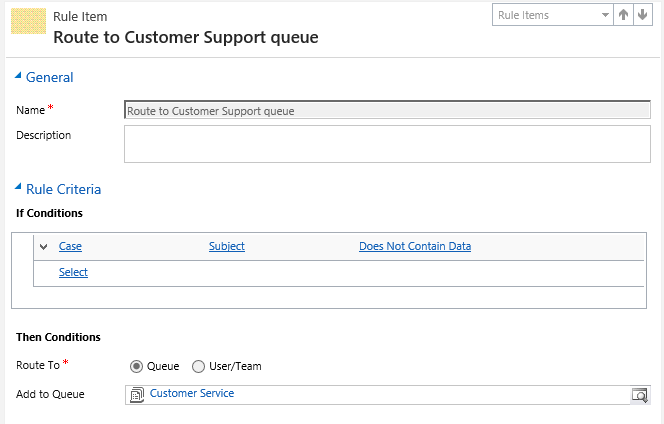 Rule Item
Rule Items
Route to Customer Support queue
General
Name *
Route to Customer Support queue
Description
Rule Criteria
If Conditions
Case Subject Does Not Contain Data
Select
Then Conditions
Route To * Queue User/Team
Add to Queue Customer Service